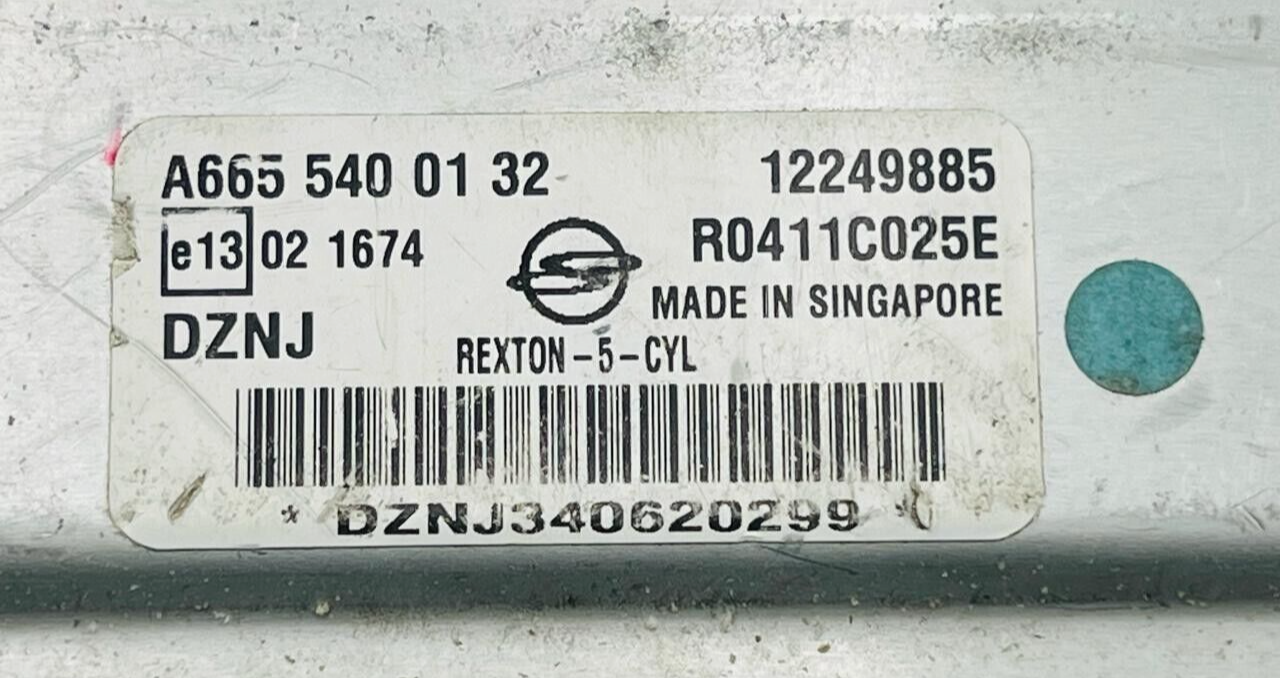 A665 540 01 32 12249885
e13 02 1674 R0411C025E
MADE IN SINGAPORE
DZNJ
REXTON-5-CYL
* DZNJ340620299 *